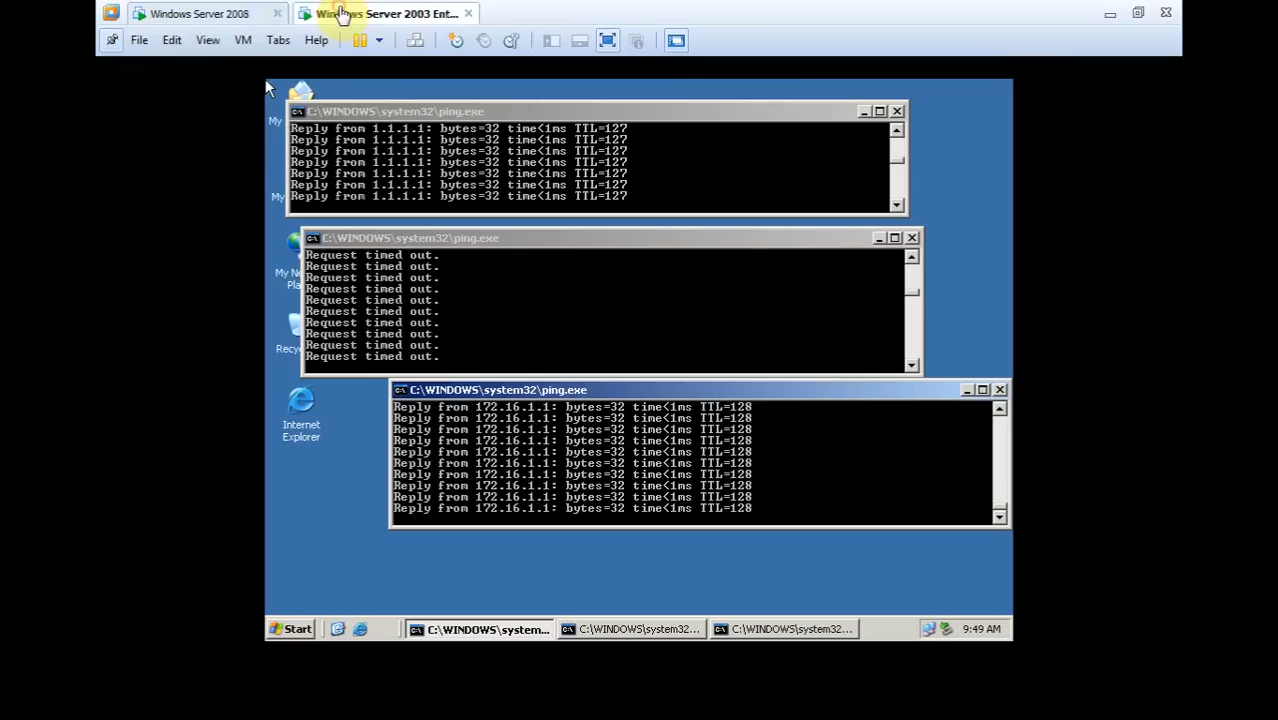 Windows Server 2008
Windows Server 2003 Ent...
File Edit View VM Tabs Help
My
C:\WINDOWS\system32\ping.exe
Reply from 1.1.1.1: bytes=32 time<1ms TTL=127
Reply from 1.1.1.1: bytes=32 time<1ms TTL=127
Reply from 1.1.1.1: bytes=32 time<1ms TTL=127
Reply from 1.1.1.1: bytes=32 time<1ms TTL=127
Reply from 1.1.1.1: bytes=32 time<1ms TTL=127
Reply from 1.1.1.1: bytes=32 time<1ms TTL=127
Reply from 1.1.1.1: bytes=32 time<1ms TTL=127
My
C:\WINDOWS\system32\ping.exe
Request timed out.
Request timed out.
Request timed out.
Request timed out.
Request timed out.
Request timed out.
Request timed out.
Request timed out.
Request timed out.
Request timed out.
My Ne
Pla
Recy
C:\WINDOWS\system32\ping.exe
Reply from 172.16.1.1: bytes=32 time<1ms TTL=128
Reply from 172.16.1.1: bytes=32 time<1ms TTL=128
Reply from 172.16.1.1: bytes=32 time<1ms TTL=128
Reply from 172.16.1.1: bytes=32 time<1ms TTL=128
Reply from 172.16.1.1: bytes=32 time<1ms TTL=128
Reply from 172.16.1.1: bytes=32 time<1ms TTL=128
Reply from 172.16.1.1: bytes=32 time<1ms TTL=128
Reply from 172.16.1.1: bytes=32 time<1ms TTL=128
Reply from 172.16.1.1: bytes=32 time<1ms TTL=128
Reply from 172.16.1.1: bytes=32 time<1ms TTL=128
Internet
Explorer
Start
C:\WINDOWS\system...
C:\WINDOWS\system32...
C:\WINDOWS\system32...
9:49 AM